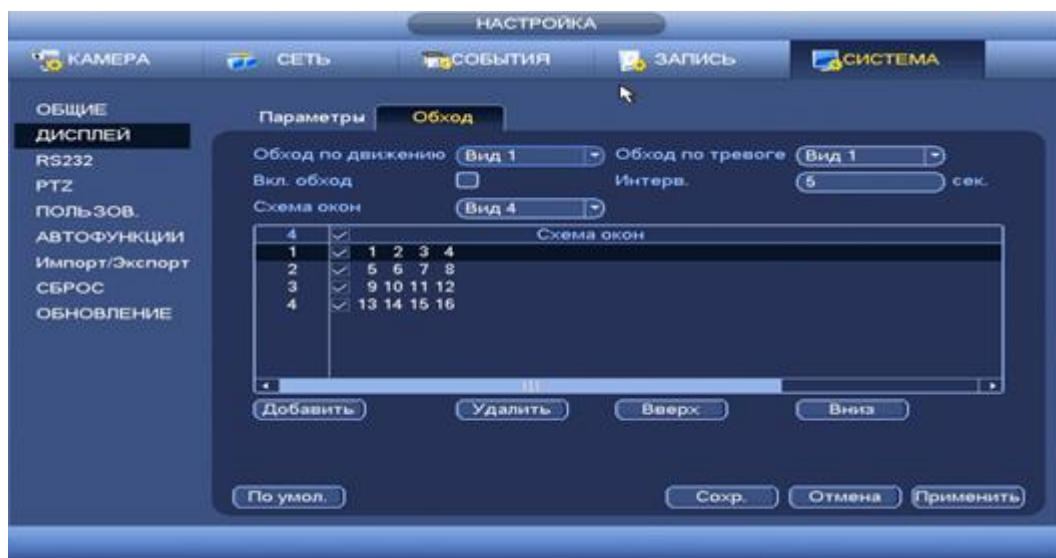 НАСТРОЙКА
КАМЕРА СЕТЬ СОБЫТИЯ ЗАПИСЬ СИСТЕМА
ОБЩИЕ
ДИСПЛЕЙ
RS232
PTZ
ПОЛЬЗОВ.
АВТОФУНКЦИИ
Импорт/Экспорт
СБРОС
ОБНОВЛЕНИЕ
Параметры Обход
Обход по движению Вид 1 Обход по тревоге Вид 1
Вкл. обход Интерв. 5 сек.
Схема окон Вид 4
4 Схема окон
1 1 2 3 4
2 5 6 7 8
3 9 10 11 12
4 13 14 15 16
Добавить Удалить Вверх Вниз
По умол. Сохр. Отмена Применить